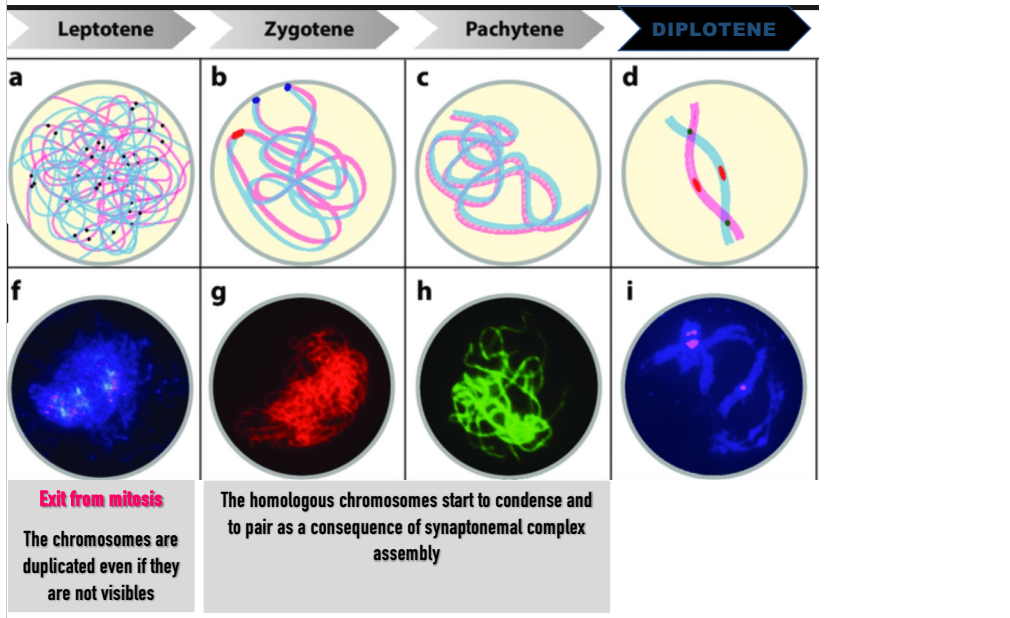 Leptotene
Zygotene
Pachytene
DIPLOTENE
a
b
c
d
f
g
h
i
Exit from mitosis
The chromosomes are
duplicated even if they
are not visibles
The homologous chromosomes start to condense and
to pair as a consequence of synaptonemal complex
assembly